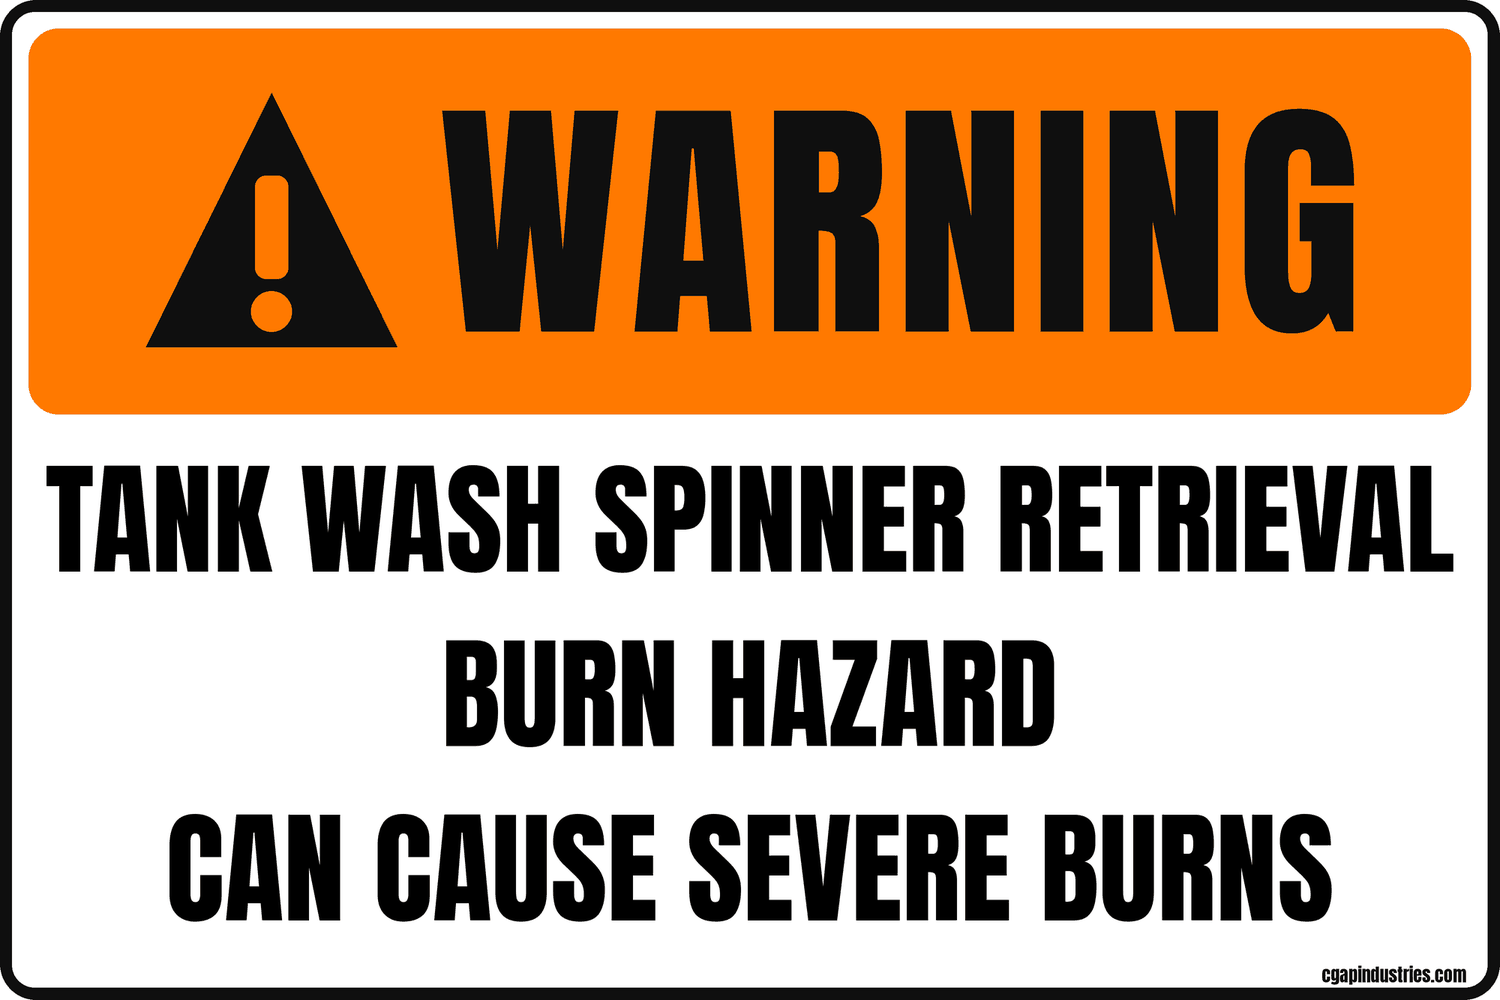 WARNING
TANK WASH SPINNER RETRIEVAL
BURN HAZARD
CAN CAUSE SEVERE BURNS
cgapindustries.com